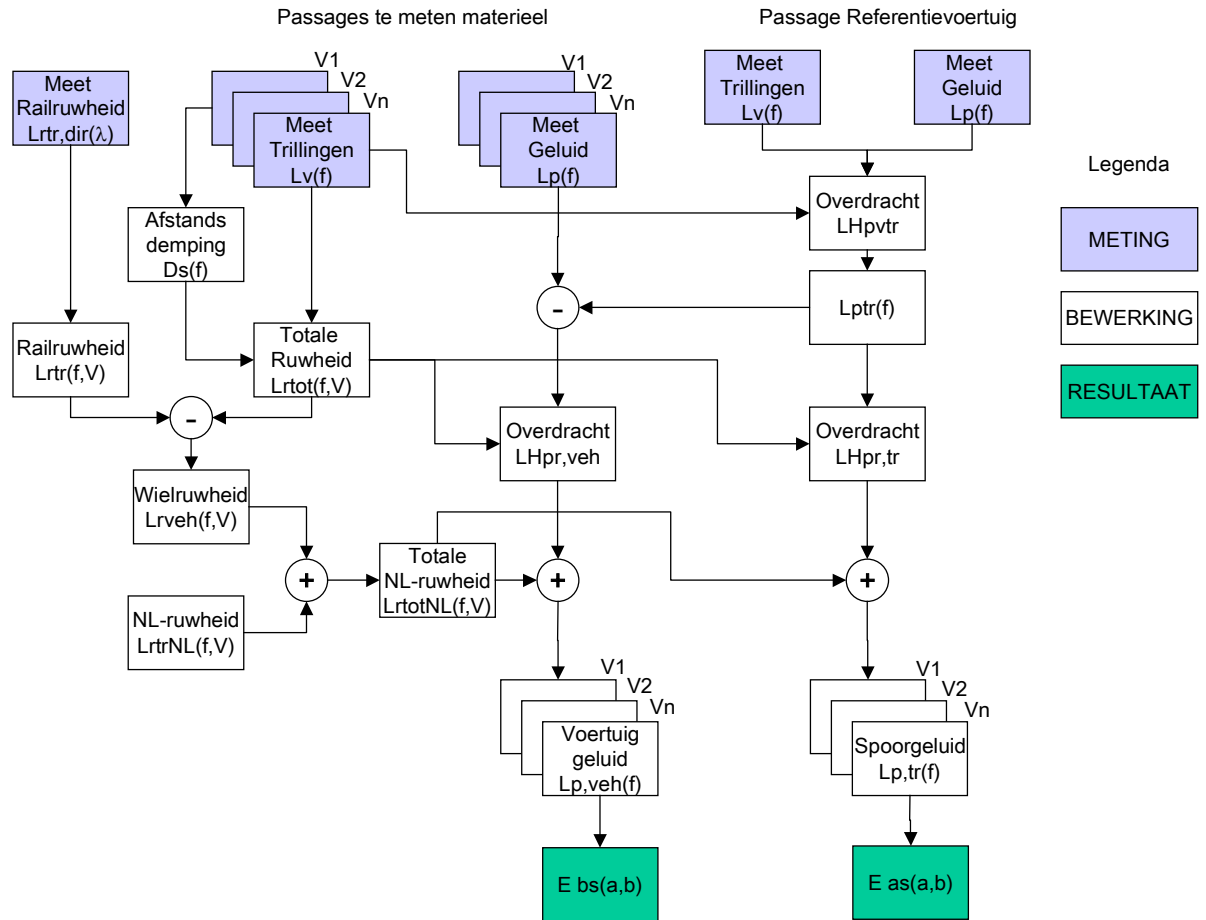 Passages te meten materieel
Passage Referentievoertuig
Meet
Railruwheid
Lrtr,dir(λ)
V1
V2
Vn
Meet
Trillingen
Lv(f)
V1
V2
Vn
Meet
Geluid
Lp(f)
Meet
Trillingen
Lv(f)
Meet
Geluid
Lp(f)
Legenda
METING
BEWERKING
RESULTAAT
Afstands
demping
Ds(f)
Overdracht
LHpvtr
-
Lptr(f)
Railruwheid
Lrtr(f,V)
Totale
Ruwheid
Lrtot(f,V)
-
Overdracht
LHpr,veh
Overdracht
LHpr,tr
Wielruwheid
Lrveh(f,V)
+
Totale
NL-ruwheid
LrtotNL(f,V)
+
+
NL-ruwheid
LrtrNL(f,V)
V1
V2
Vn
Voertuig
geluid
Lp,veh(f)
V1
V2
Vn
Spoorgeluid
Lp,tr(f)
E bs(a,b)
E as(a,b)